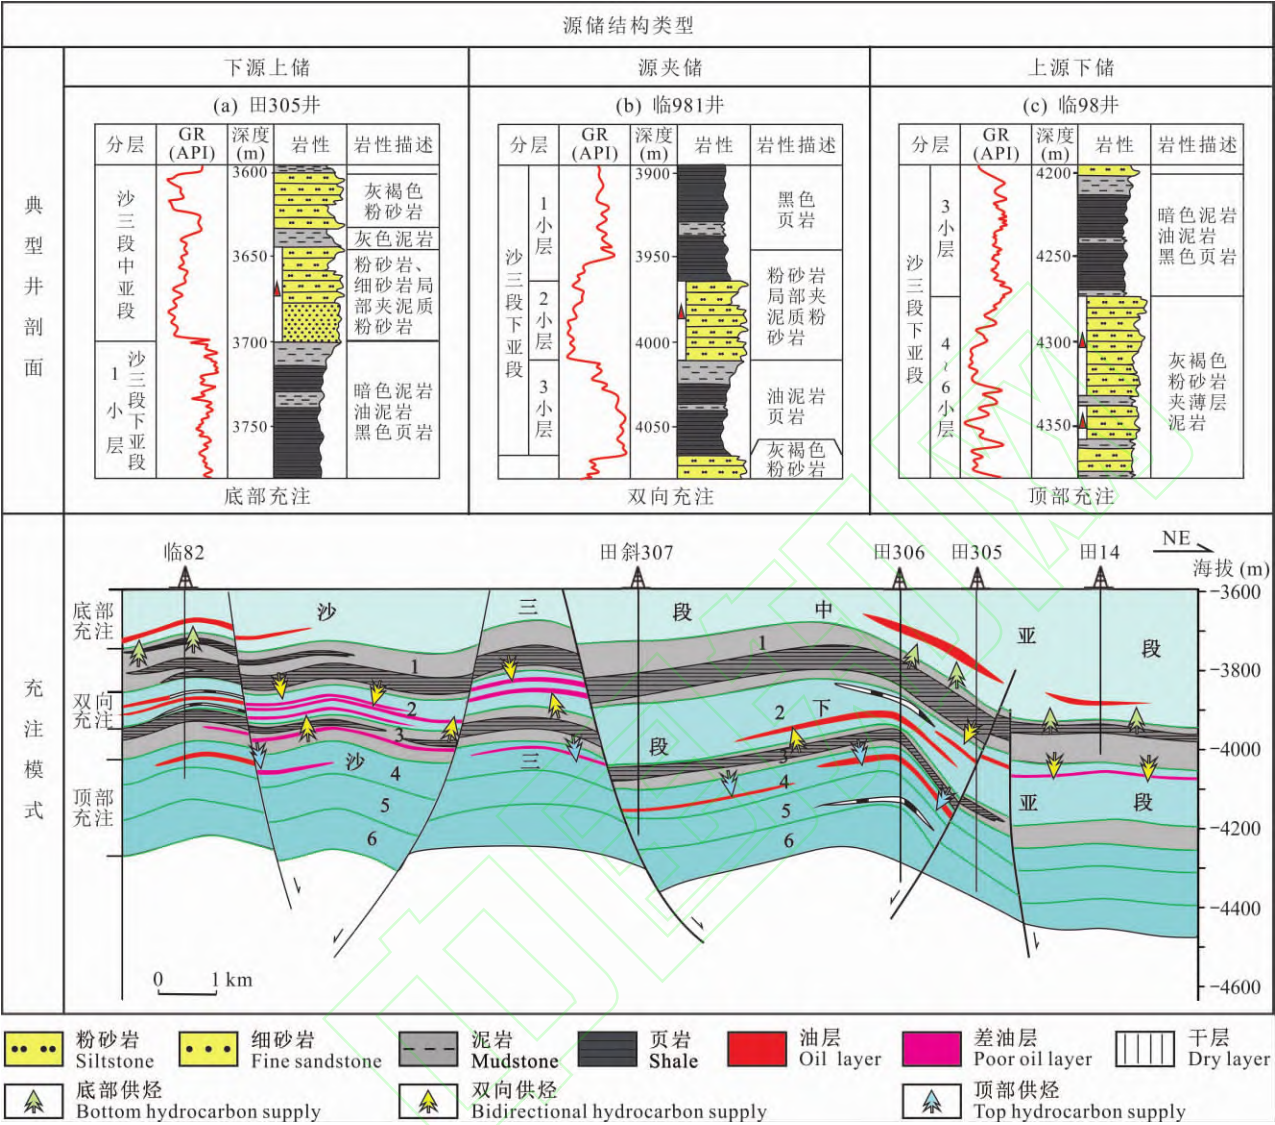 源储结构类型
下源上储
源夹储
上源下储
典型井剖面
(a) 田305井
分层
GR
(API)
深度
(m)
岩性
岩性描述
沙三段中亚段
沙三段下亚段
1小层
3600
3650
3700
3750
灰褐色
粉砂岩
灰色泥岩
粉砂岩、
细砂岩局
部夹泥质
粉砂岩
暗色泥岩
油泥岩
黑色页岩
底部充注
(b) 临981井
分层
GR
(API)
深度
(m)
岩性
岩性描述
沙三段下亚段
1小层
2小层
3小层
3900
3950
4000
4050
黑色
页岩
粉砂岩
局部夹
泥质粉
砂岩
油泥岩
页岩
灰褐色
粉砂岩
双向充注
(c) 临98井
分层
GR
(API)
深度
(m)
岩性
岩性描述
沙三段下亚段
3小层
4~6小层
4200
4250
4300
4350
暗色泥岩
油泥岩
黑色页岩
灰褐色
粉砂岩
夹薄层
泥岩
顶部充注
充注模式
临82
田斜307
田306
田305
田14
NE
海拔 (m)
底部
充注
双向
充注
顶部
充注
沙
三
段
中
亚
段
沙
三
段
下
亚
段
1
2
3
4
5
6
1
2
3
4
5
6
−3600
−3800
−4000
−4200
−4400
−4600
0 1 km
粉砂岩
Siltstone
细砂岩
Fine sandstone
泥岩
Mudstone
页岩
Shale
油层
Oil layer
差油层
Poor oil layer
干层
Dry layer
底部供烃
Bottom hydrocarbon supply
双向供烃
Bidirectional hydrocarbon supply
顶部供烃
Top hydrocarbon supply